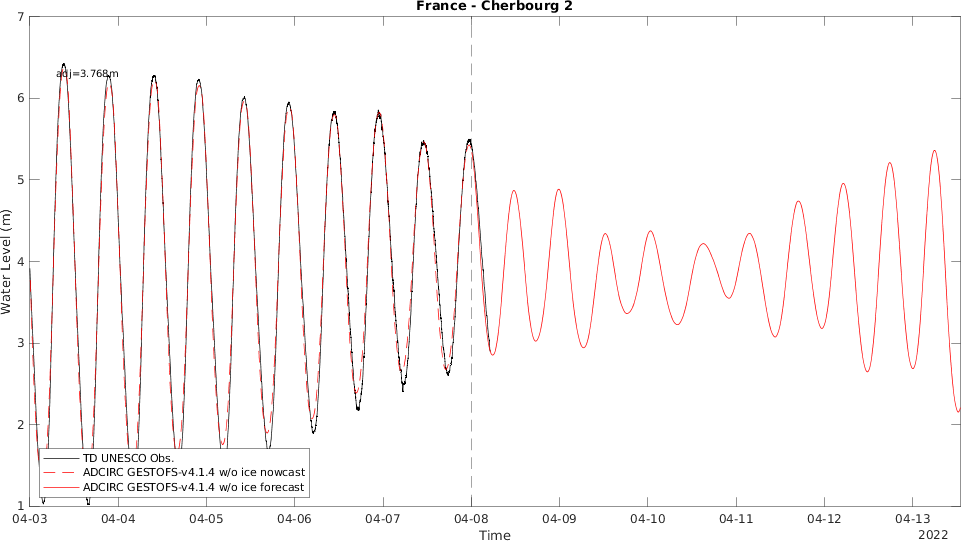 France - Cherbourg 2
7
adj=3.768m
6
5
4
3
2
1
Water Level (m)
TD UNESCO Obs.
ADCIRC GESTOFS-v4.1.4 w/o ice nowcast
ADCIRC GESTOFS-v4.1.4 w/o ice forecast
04-03 04-04 04-05 04-06 04-07 04-08 04-09 04-10 04-11 04-12 04-13
Time
2022